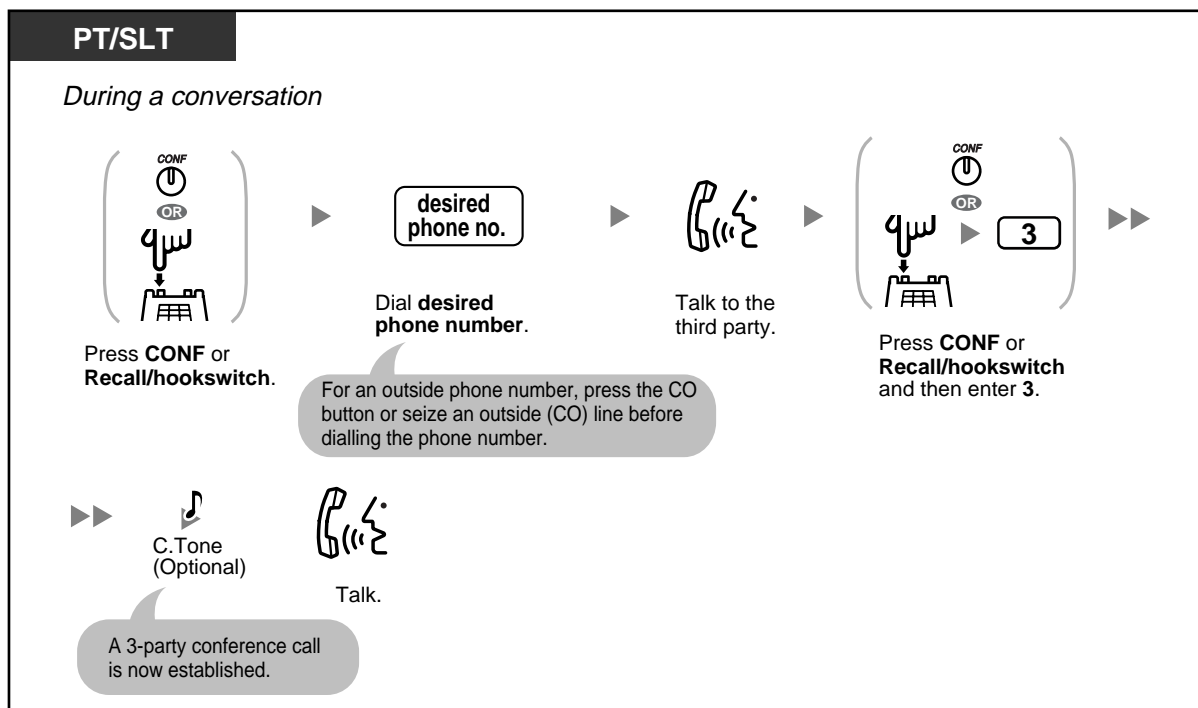 PT/SLT
During a conversation
CONF
OR
Press CONF or
Recall/hookswitch.
desired
phone no.
Dial desired
phone number.
For an outside phone number, press the CO
button or seize an outside (CO) line before
dialling the phone number.
Talk to the
third party.
CONF
OR
3
Press CONF or
Recall/hookswitch
and then enter 3.
C.Tone
(Optional)
A 3-party conference call
is now established.
Talk.